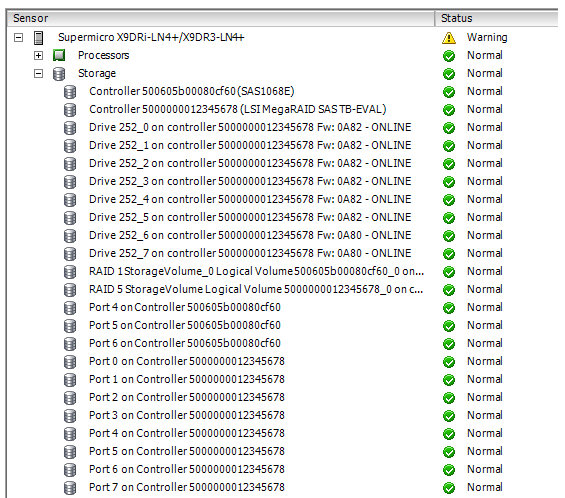 Sensor Status
Supermicro X9DRi-LN4+/X9DR3-LN4+ Warning
Processors Normal
Storage Normal
Controller 500605b00080cf60 (SAS1068E) Normal
Controller 5000000012345678 (LSI MegaRAID SAS TB-EVAL) Normal
Drive 252_0 on controller 5000000012345678 Fw: 0A82 - ONLINE Normal
Drive 252_1 on controller 5000000012345678 Fw: 0A82 - ONLINE Normal
Drive 252_2 on controller 5000000012345678 Fw: 0A82 - ONLINE Normal
Drive 252_3 on controller 5000000012345678 Fw: 0A82 - ONLINE Normal
Drive 252_4 on controller 5000000012345678 Fw: 0A82 - ONLINE Normal
Drive 252_5 on controller 5000000012345678 Fw: 0A82 - ONLINE Normal
Drive 252_6 on controller 5000000012345678 Fw: 0A80 - ONLINE Normal
Drive 252_7 on controller 5000000012345678 Fw: 0A80 - ONLINE Normal
RAID 1 StorageVolume_0 Logical Volume 500605b00080cf60_0 on... Normal
RAID 5 StorageVolume Logical Volume 5000000012345678_0 on c... Normal
Port 4 on Controller 500605b00080cf60 Normal
Port 5 on Controller 500605b00080cf60 Normal
Port 6 on Controller 500605b00080cf60 Normal
Port 0 on Controller 5000000012345678 Normal
Port 1 on Controller 5000000012345678 Normal
Port 2 on Controller 5000000012345678 Normal
Port 3 on Controller 5000000012345678 Normal
Port 4 on Controller 5000000012345678 Normal
Port 5 on Controller 5000000012345678 Normal
Port 6 on Controller 5000000012345678 Normal
Port 7 on Controller 5000000012345678 Normal